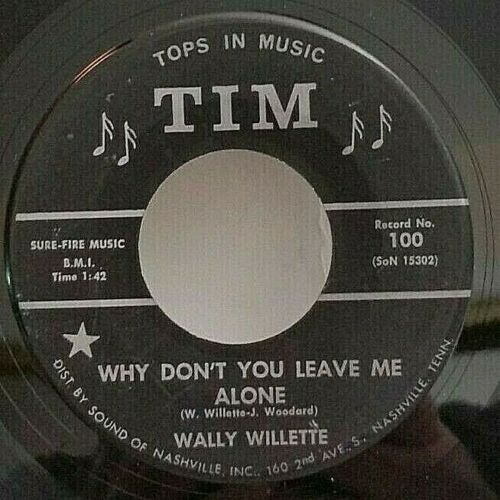 TOPS IN MUSIC
TIM
SURE-FIRE MUSIC
B.M.I.
Time 1:42
Record No.
100
(SoN 15302)
WHY DON'T YOU LEAVE ME
ALONE
(W. Willette-J. Woodard)
WALLY WILLETTE
DIST BY SOUND OF NASHVILLE, INC., 160 2nd AVE., S., NASHVILLE, TENN.